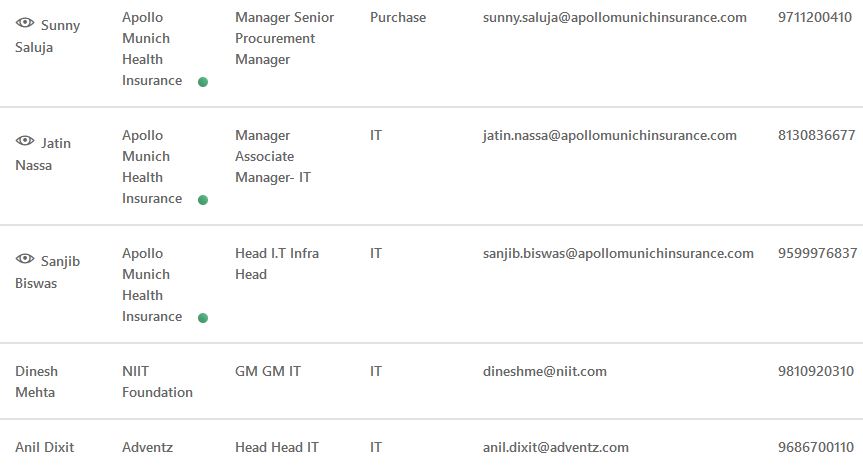 Sunny Saluja Apollo Munich Health Insurance Manager Senior Procurement Manager Purchase sunny.saluja@apollomunichinsurance.com 9711200410
Jatin Nassa Apollo Munich Health Insurance Manager Associate Manager- IT IT jatin.nassa@apollomunichinsurance.com 8130836677
Sanjib Biswas Apollo Munich Health Insurance Head I.T Infra Head IT sanjib.biswas@apollomunichinsurance.com 9599976837
Dinesh Mehta NIIT Foundation GM GM IT IT dineshme@niit.com 9810920310
Anil Dixit Adventz Head Head IT IT anil.dixit@adventz.com 9686700110